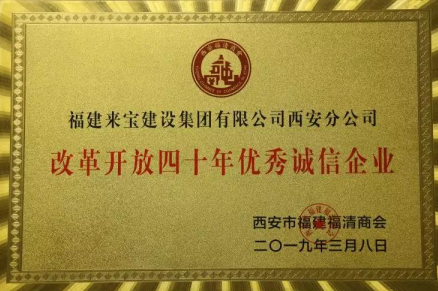 福建来宝建设集团有限公司西安分公司
改革开放四十年优秀诚信企业
西安市福建福清商会
二〇一九年三月八日